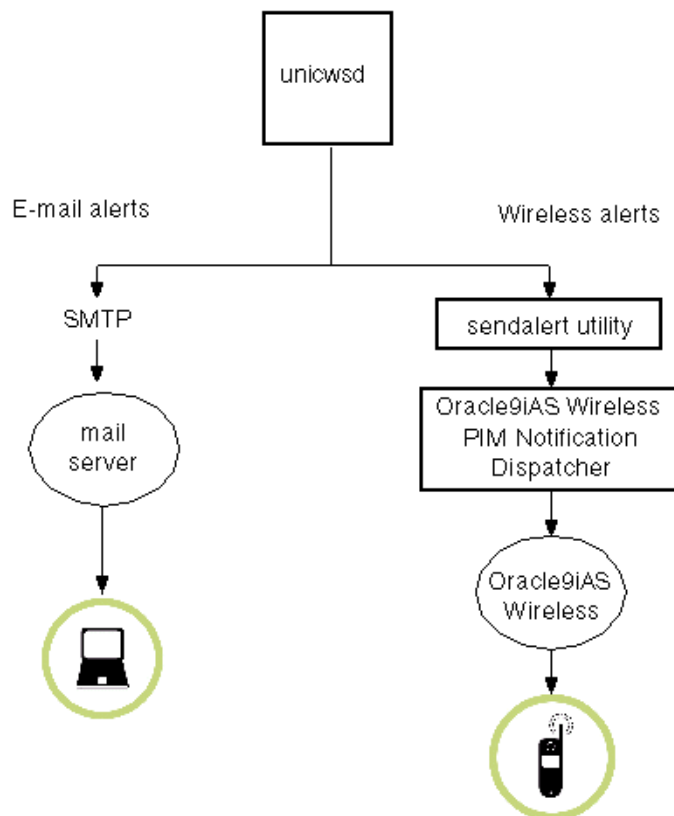 unicwsd
E-mail alerts
Wireless alerts
SMTP
sendalert utility
mail
server
Oracle9iAS Wireless
PIM Notification
Dispatcher
Oracle9iAS
Wireless